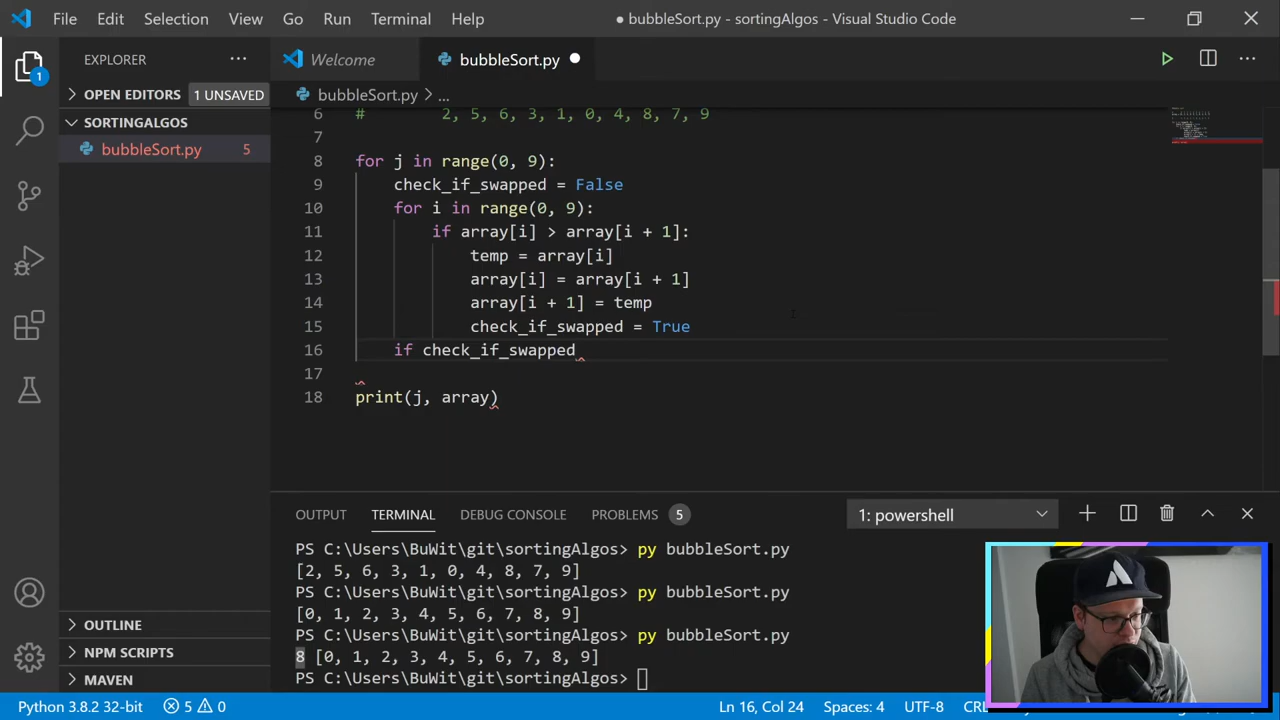 File Edit Selection View Go Run Terminal Help
● bubbleSort.py - sortingAlgos - Visual Studio Code
1
EXPLORER ···
OPEN EDITORS 1 UNSAVED
SORTINGALGOS
bubbleSort.py 5
OUTLINE
NPM SCRIPTS
MAVEN
Welcome bubbleSort.py
bubbleSort.py > ...
6 # 2, 5, 6, 3, 1, 0, 4, 8, 7, 9
7
8 for j in range(0, 9):
9 check_if_swapped = False
10 for i in range(0, 9):
11 if array[i] > array[i + 1]:
12 temp = array[i]
13 array[i] = array[i + 1]
14 array[i + 1] = temp
15 check_if_swapped = True
16 if check_if_swapped
17
18 print(j, array)
OUTPUT TERMINAL DEBUG CONSOLE PROBLEMS 5 1: powershell
PS C:\Users\BuWit\git\sortingAlgos> py bubbleSort.py
[2, 5, 6, 3, 1, 0, 4, 8, 7, 9]
PS C:\Users\BuWit\git\sortingAlgos> py bubbleSort.py
[0, 1, 2, 3, 4, 5, 6, 7, 8, 9]
PS C:\Users\BuWit\git\sortingAlgos> py bubbleSort.py
8 [0, 1, 2, 3, 4, 5, 6, 7, 8, 9]
PS C:\Users\BuWit\git\sortingAlgos>
Python 3.8.2 32-bit 5 0 Ln 16, Col 24 Spaces: 4 UTF-8